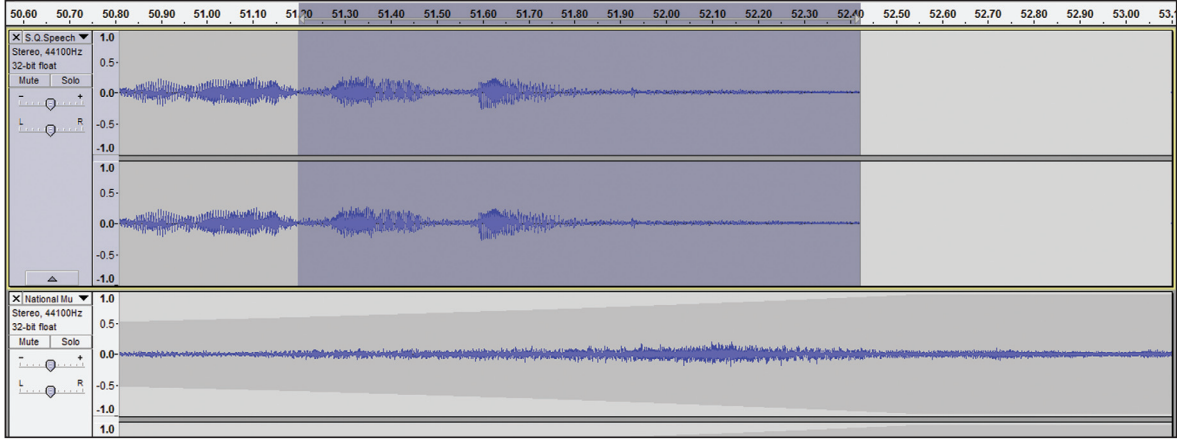 50.60 50.70 50.80 50.90 51.00 51.10 51.20 51.30 51.40 51.50 51.60 51.70 51.80 51.90 52.00 52.10 52.20 52.30 52.40 52.50 52.60 52.70 52.80 52.90 53.00 53.1
X S.Q.Speech 1.0
Stereo, 44100Hz 0.5-
32-bit float
Mute Solo
- + 0.0-
L R
-0.5-
-1.0
1.0
0.5-
0.0-
-0.5-
-1.0
X National Mu 1.0
Stereo, 44100Hz
32-bit float 0.5-
Mute Solo
- + 0.0-
L R -0.5-
-1.0
1.0